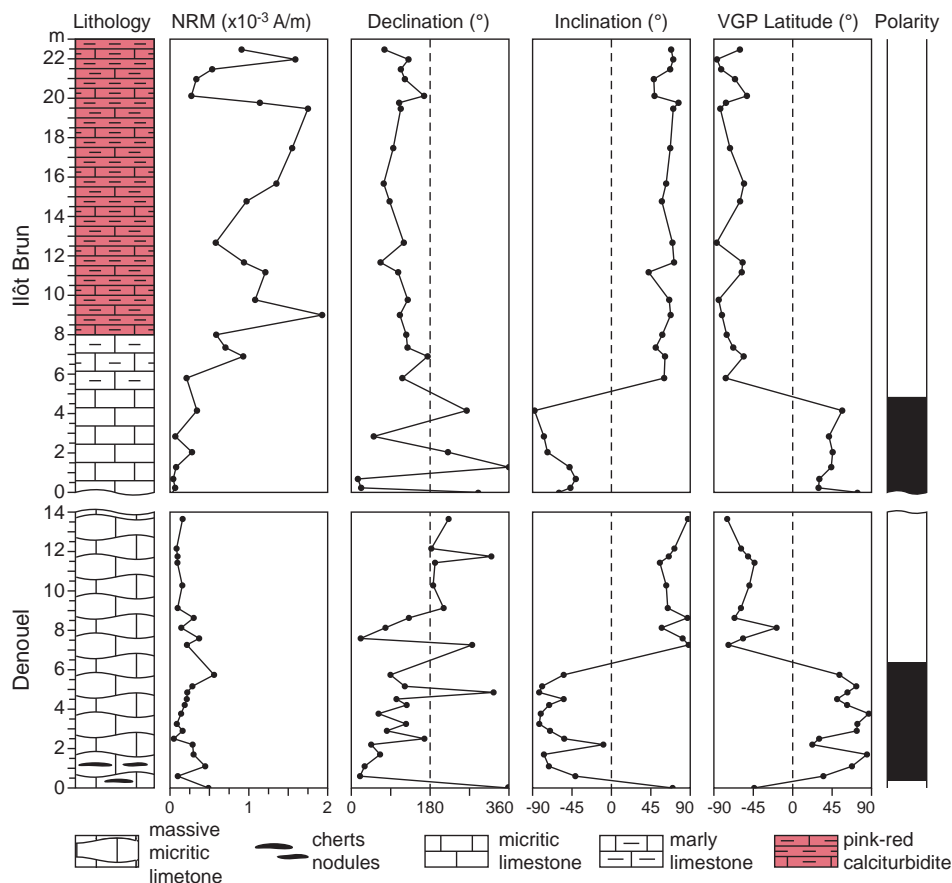 Lithology NRM (x10⁻³ A/m) Declination (°) Inclination (°) VGP Latitude (°) Polarity
m
22
20
18
16
14
12
10
8
6
4
2
0
Ilôt Brun
14
12
10
8
6
4
2
0
Denouel
0 1 2 0 180 360 -90 -45 0 45 90 -90 -45 0 45 90
massive
micritic
limetone
cherts
nodules
micritic
limestone
marly
limestone
pink-red
calciturbidite